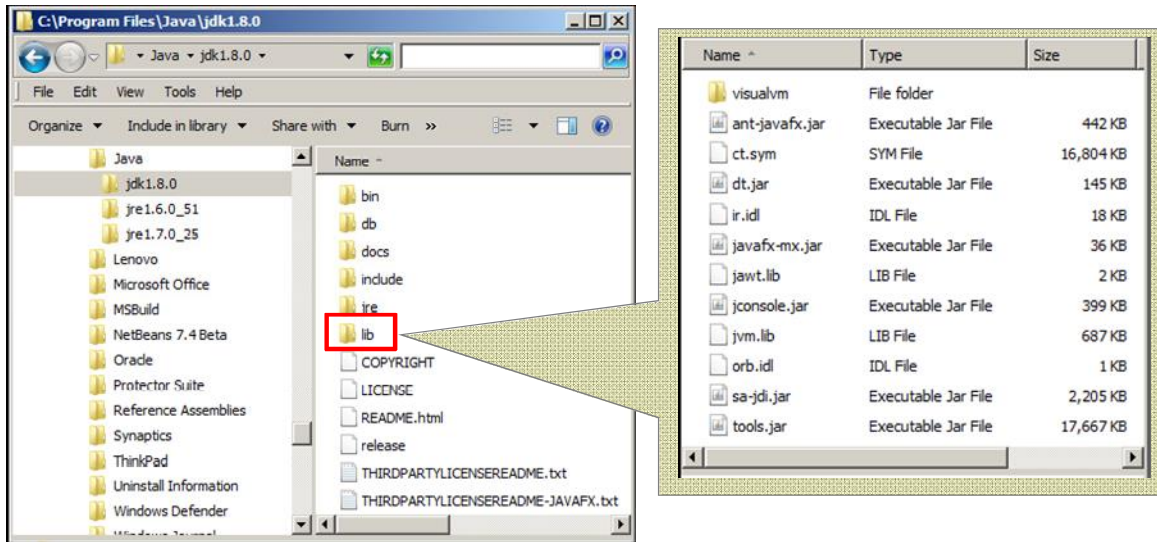 C:\Program Files\Java\jdk1.8.0
Java jdk1.8.0
File Edit View Tools Help
Organize Include in library Share with Burn »
Java
jdk1.8.0
jre1.6.0_51
jre1.7.0_25
Lenovo
Microsoft Office
MSBuild
NetBeans 7.4 Beta
Oracle
Protector Suite
Reference Assemblies
Synaptics
ThinkPad
Uninstall Information
Windows Defender
Name
bin
db
docs
include
jre
lib
COPYRIGHT
LICENSE
README.html
release
THIRDPARTYLICENSEREADME.txt
THIRDPARTYLICENSEREADME-JAVAFX.txt
Name Type Size
visualvm File folder
ant-javafx.jar Executable Jar File 442 KB
ct.sym SYM File 16,804 KB
dt.jar Executable Jar File 145 KB
ir.idl IDL File 18 KB
javafx-mx.jar Executable Jar File 36 KB
jawt.lib LIB File 2 KB
jconsole.jar Executable Jar File 399 KB
jvm.lib LIB File 687 KB
orb.idl IDL File 1 KB
sa-jdi.jar Executable Jar File 2,205 KB
tools.jar Executable Jar File 17,667 KB